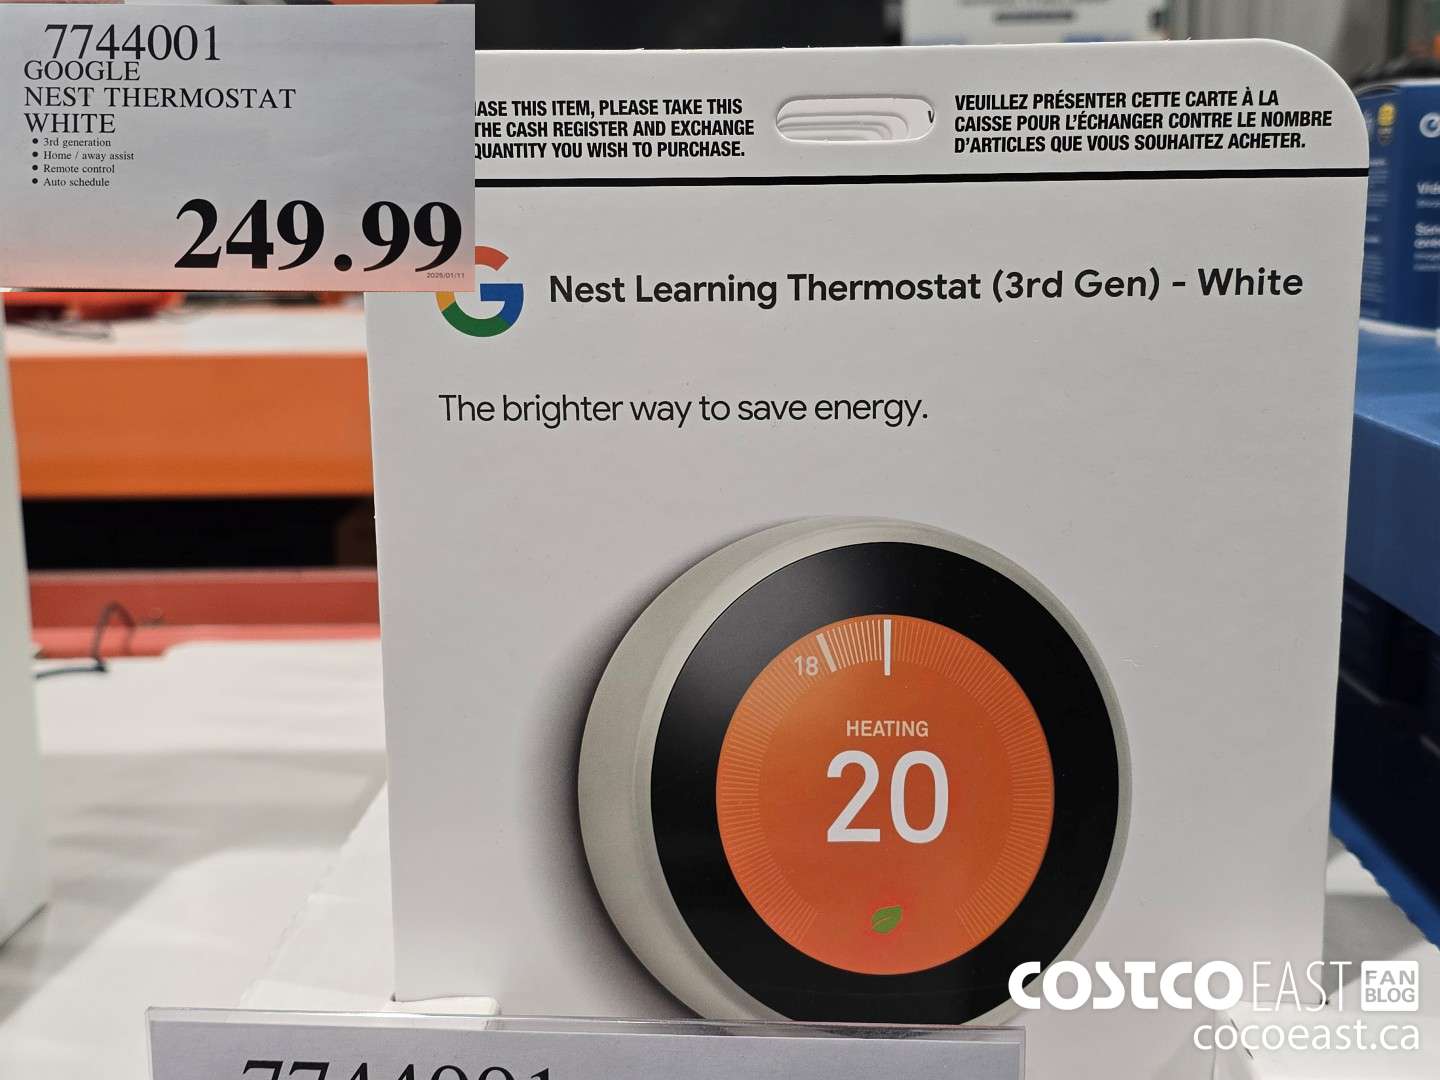 7744001
GOOGLE
NEST THERMOSTAT
WHITE
• 3rd generation
• Home / away assist
• Remote control
• Auto schedule
249.99
2025/01/11
THIS ITEM, PLEASE TAKE THIS
THE CASH REGISTER AND EXCHANGE
QUANTITY YOU WISH TO PURCHASE.
VEUILLEZ PRÉSENTER CETTE CARTE À LA
CAISSE POUR L'ÉCHANGER CONTRE LE NOMBRE
D'ARTICLES QUE VOUS SOUHAITEZ ACHETER.
G Nest Learning Thermostat (3rd Gen) - White
The brighter way to save energy.
18
HEATING
20
COSTCO EAST FAN
BLOG
cocoeast.ca